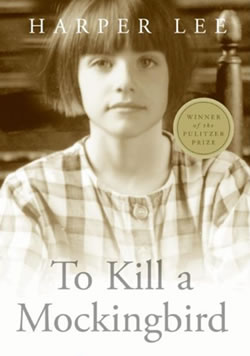 HARPER LEE
WINNER
of the
PULITZER
PRIZE
To Kill a
Mockingbird